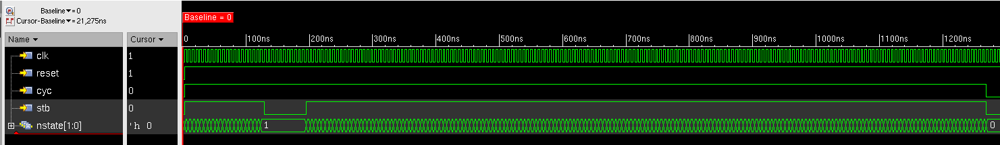 Baseline▼= 0
Cursor-Baseline▼= 21,275ns
Baseline = 0
Name ▼ Cursor ▼ 0 100ns 200ns 300ns 400ns 500ns 600ns 700ns 800ns 900ns 1000ns 1100ns 1200ns
clk 1
reset 1
cyc 0
stb 0
nstate[1:0] 'h 0 1 0